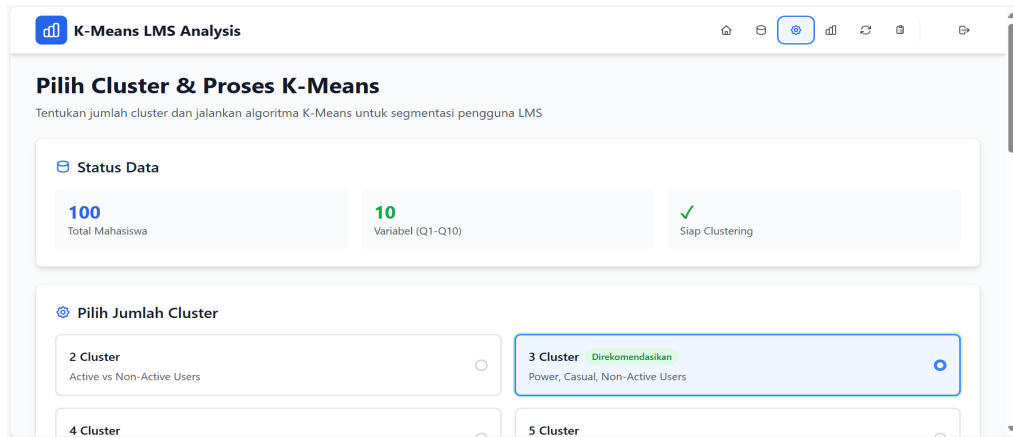 K-Means LMS Analysis
Pilih Cluster & Proses K-Means
Tentukan jumlah cluster dan jalankan algoritma K-Means untuk segmentasi pengguna LMS
Status Data
100
Total Mahasiswa
10
Variabel (Q1-Q10)
✓
Siap Clustering
Pilih Jumlah Cluster
2 Cluster
Active vs Non-Active Users
3 Cluster Direkomendasikan
Power, Casual, Non-Active Users
4 Cluster
5 Cluster